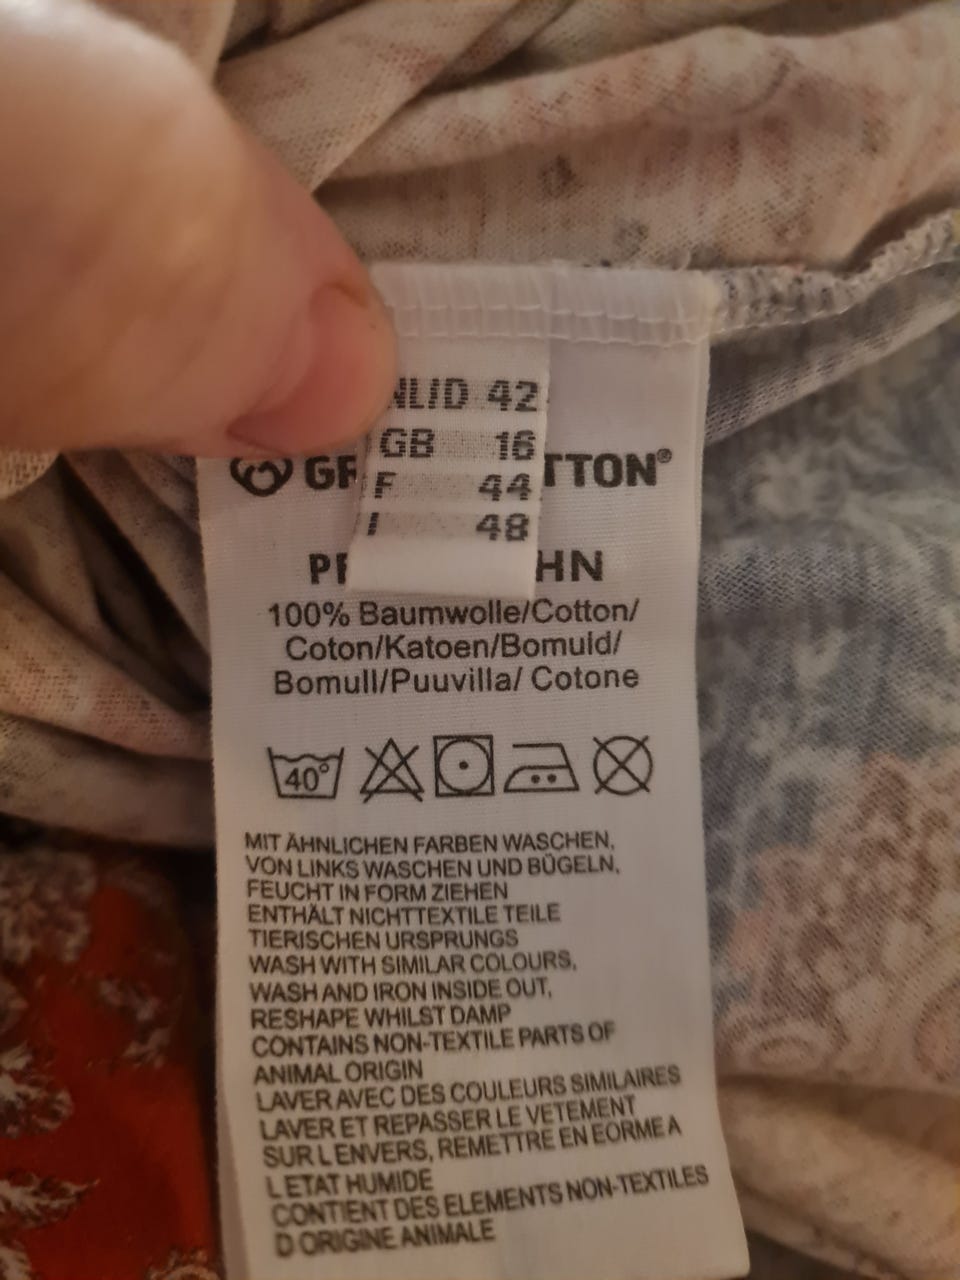 NL/D 42
GB 16
F 44
I 48
100% Baumwolle/Cotton/
Coton/Katoen/Bomuld/
Bomull/Puuvilla/ Cotone
40°
MIT ÄHNLICHEN FARBEN WASCHEN,
VON LINKS WASCHEN UND BÜGELN,
FEUCHT IN FORM ZIEHEN
ENTHÄLT NICHTTEXTILE TEILE
TIERISCHEN URSPRUNGS
WASH WITH SIMILAR COLOURS,
WASH AND IRON INSIDE OUT,
RESHAPE WHILST DAMP
CONTAINS NON-TEXTILE PARTS OF
ANIMAL ORIGIN
LAVER AVEC DES COULEURS SIMILAIRES
LAVER ET REPASSER LE VETEMENT
SUR L ENVERS, REMETTRE EN EORME A
L ETAT HUMIDE
CONTIENT DES ELEMENTS NON-TEXTILES
D ORIGINE ANIMALE